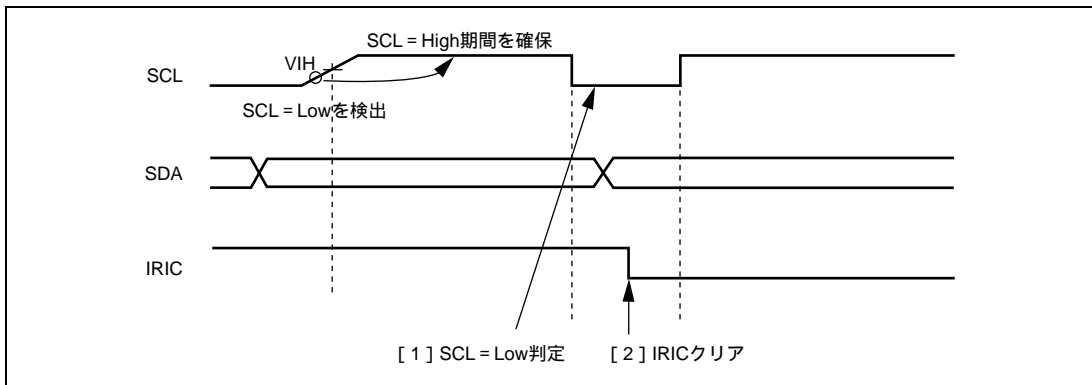 SCL = High期間を確保
VIH
SCL
SCL = Lowを検出
SDA
IRIC
[ 1 ] SCL = Low判定
[ 2 ] IRICクリア